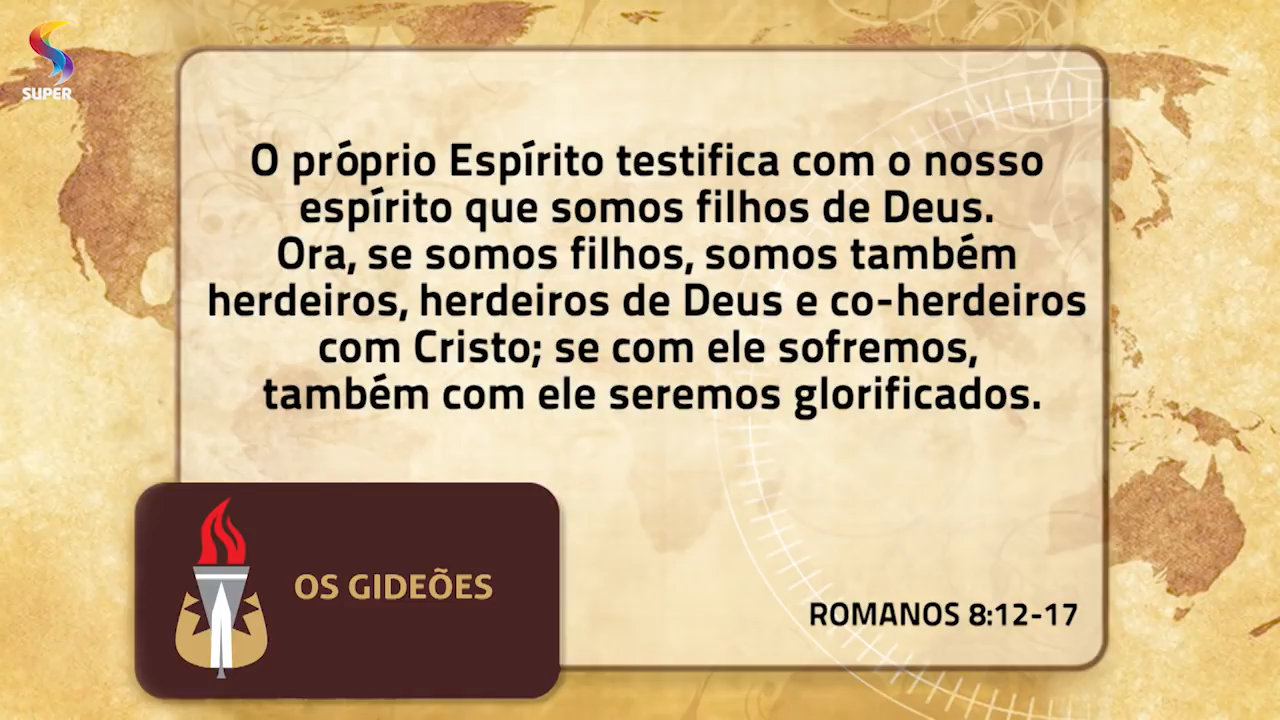 SUPER
O próprio Espírito testifica com o nosso
espírito que somos filhos de Deus.
Ora, se somos filhos, somos também
herdeiros, herdeiros de Deus e co-herdeiros
com Cristo; se com ele sofremos,
também com ele seremos glorificados.
OS GIDEÕES
ROMANOS 8:12-17